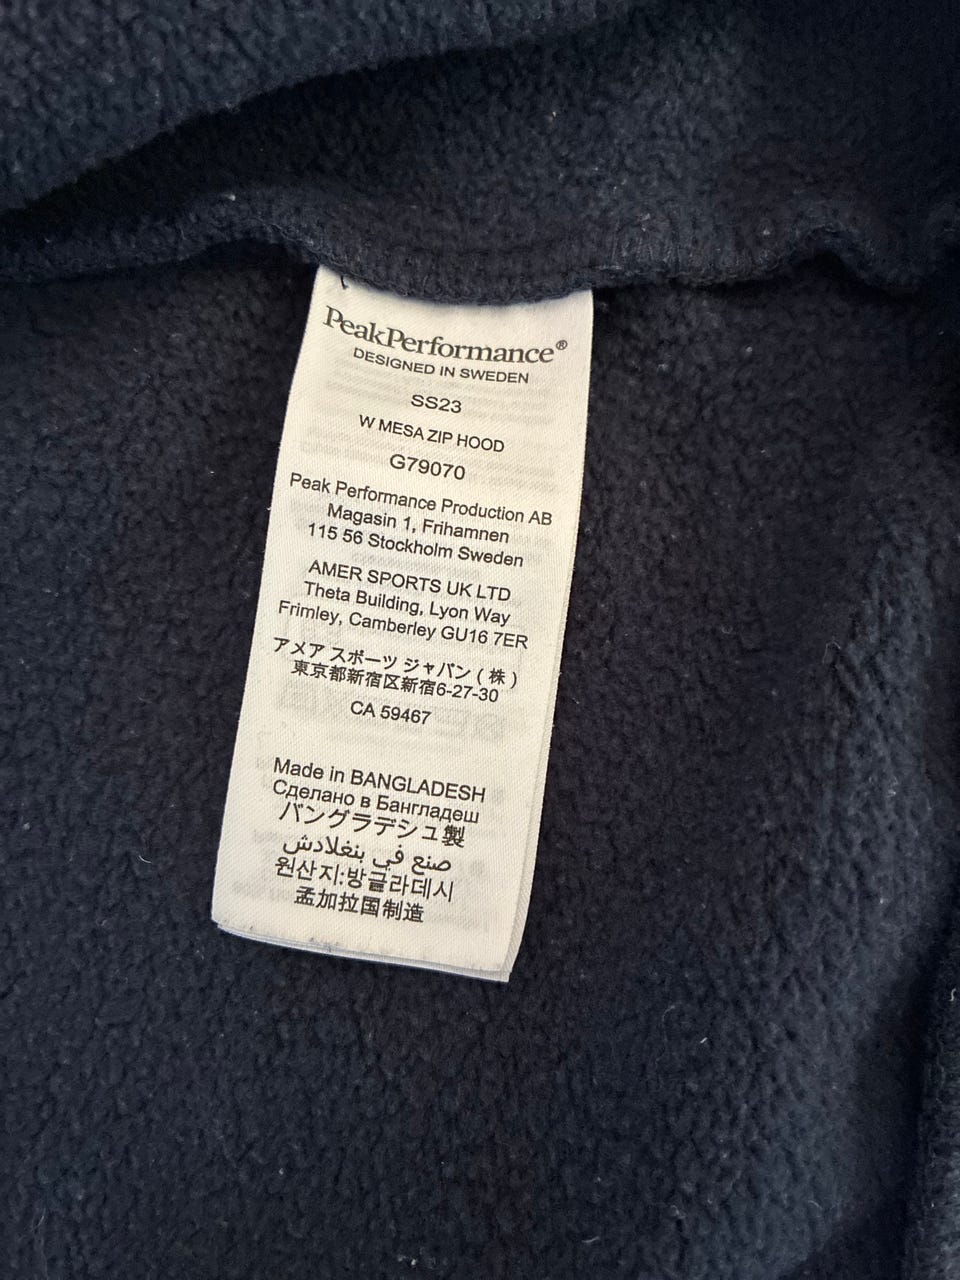 PeakPerformance®
DESIGNED IN SWEDEN
SS23
W MESA ZIP HOOD
G79070
Peak Performance Production AB
Magasin 1, Frihamnen
115 56 Stockholm Sweden
AMER SPORTS UK LTD
Theta Building, Lyon Way
Frimley, Camberley GU16 7ER
アメア スポーツ ジャパン ( 株 )
東京都新宿区新宿6-27-30
CA 59467
Made in BANGLADESH
Сделано в Бангладеш
バングラデシュ製
صنع في بنغلادش
원산지:방글라데시
孟加拉国制造